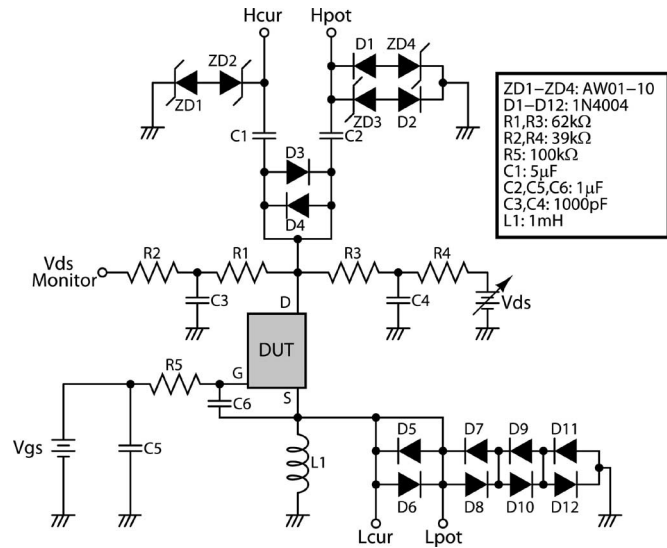 Hcur Hpot
D1 ZD4
ZD2
ZD1
ZD3 D2
C1 C2
D3
D4
ZD1–ZD4: AW01–10
D1–D12: 1N4004
R1,R3: 62kΩ
R2,R4: 39kΩ
R5: 100kΩ
C1: 5μF
C2,C5,C6: 1μF
C3,C4: 1000pF
L1: 1mH
Vds
Monitor
R2 R1 R3 R4
C3 C4
Vds
D
DUT
G
S
R5
C6
Vgs
C5
L1
D5 D7 D9 D11
D6 D8 D10 D12
Lcur Lpot